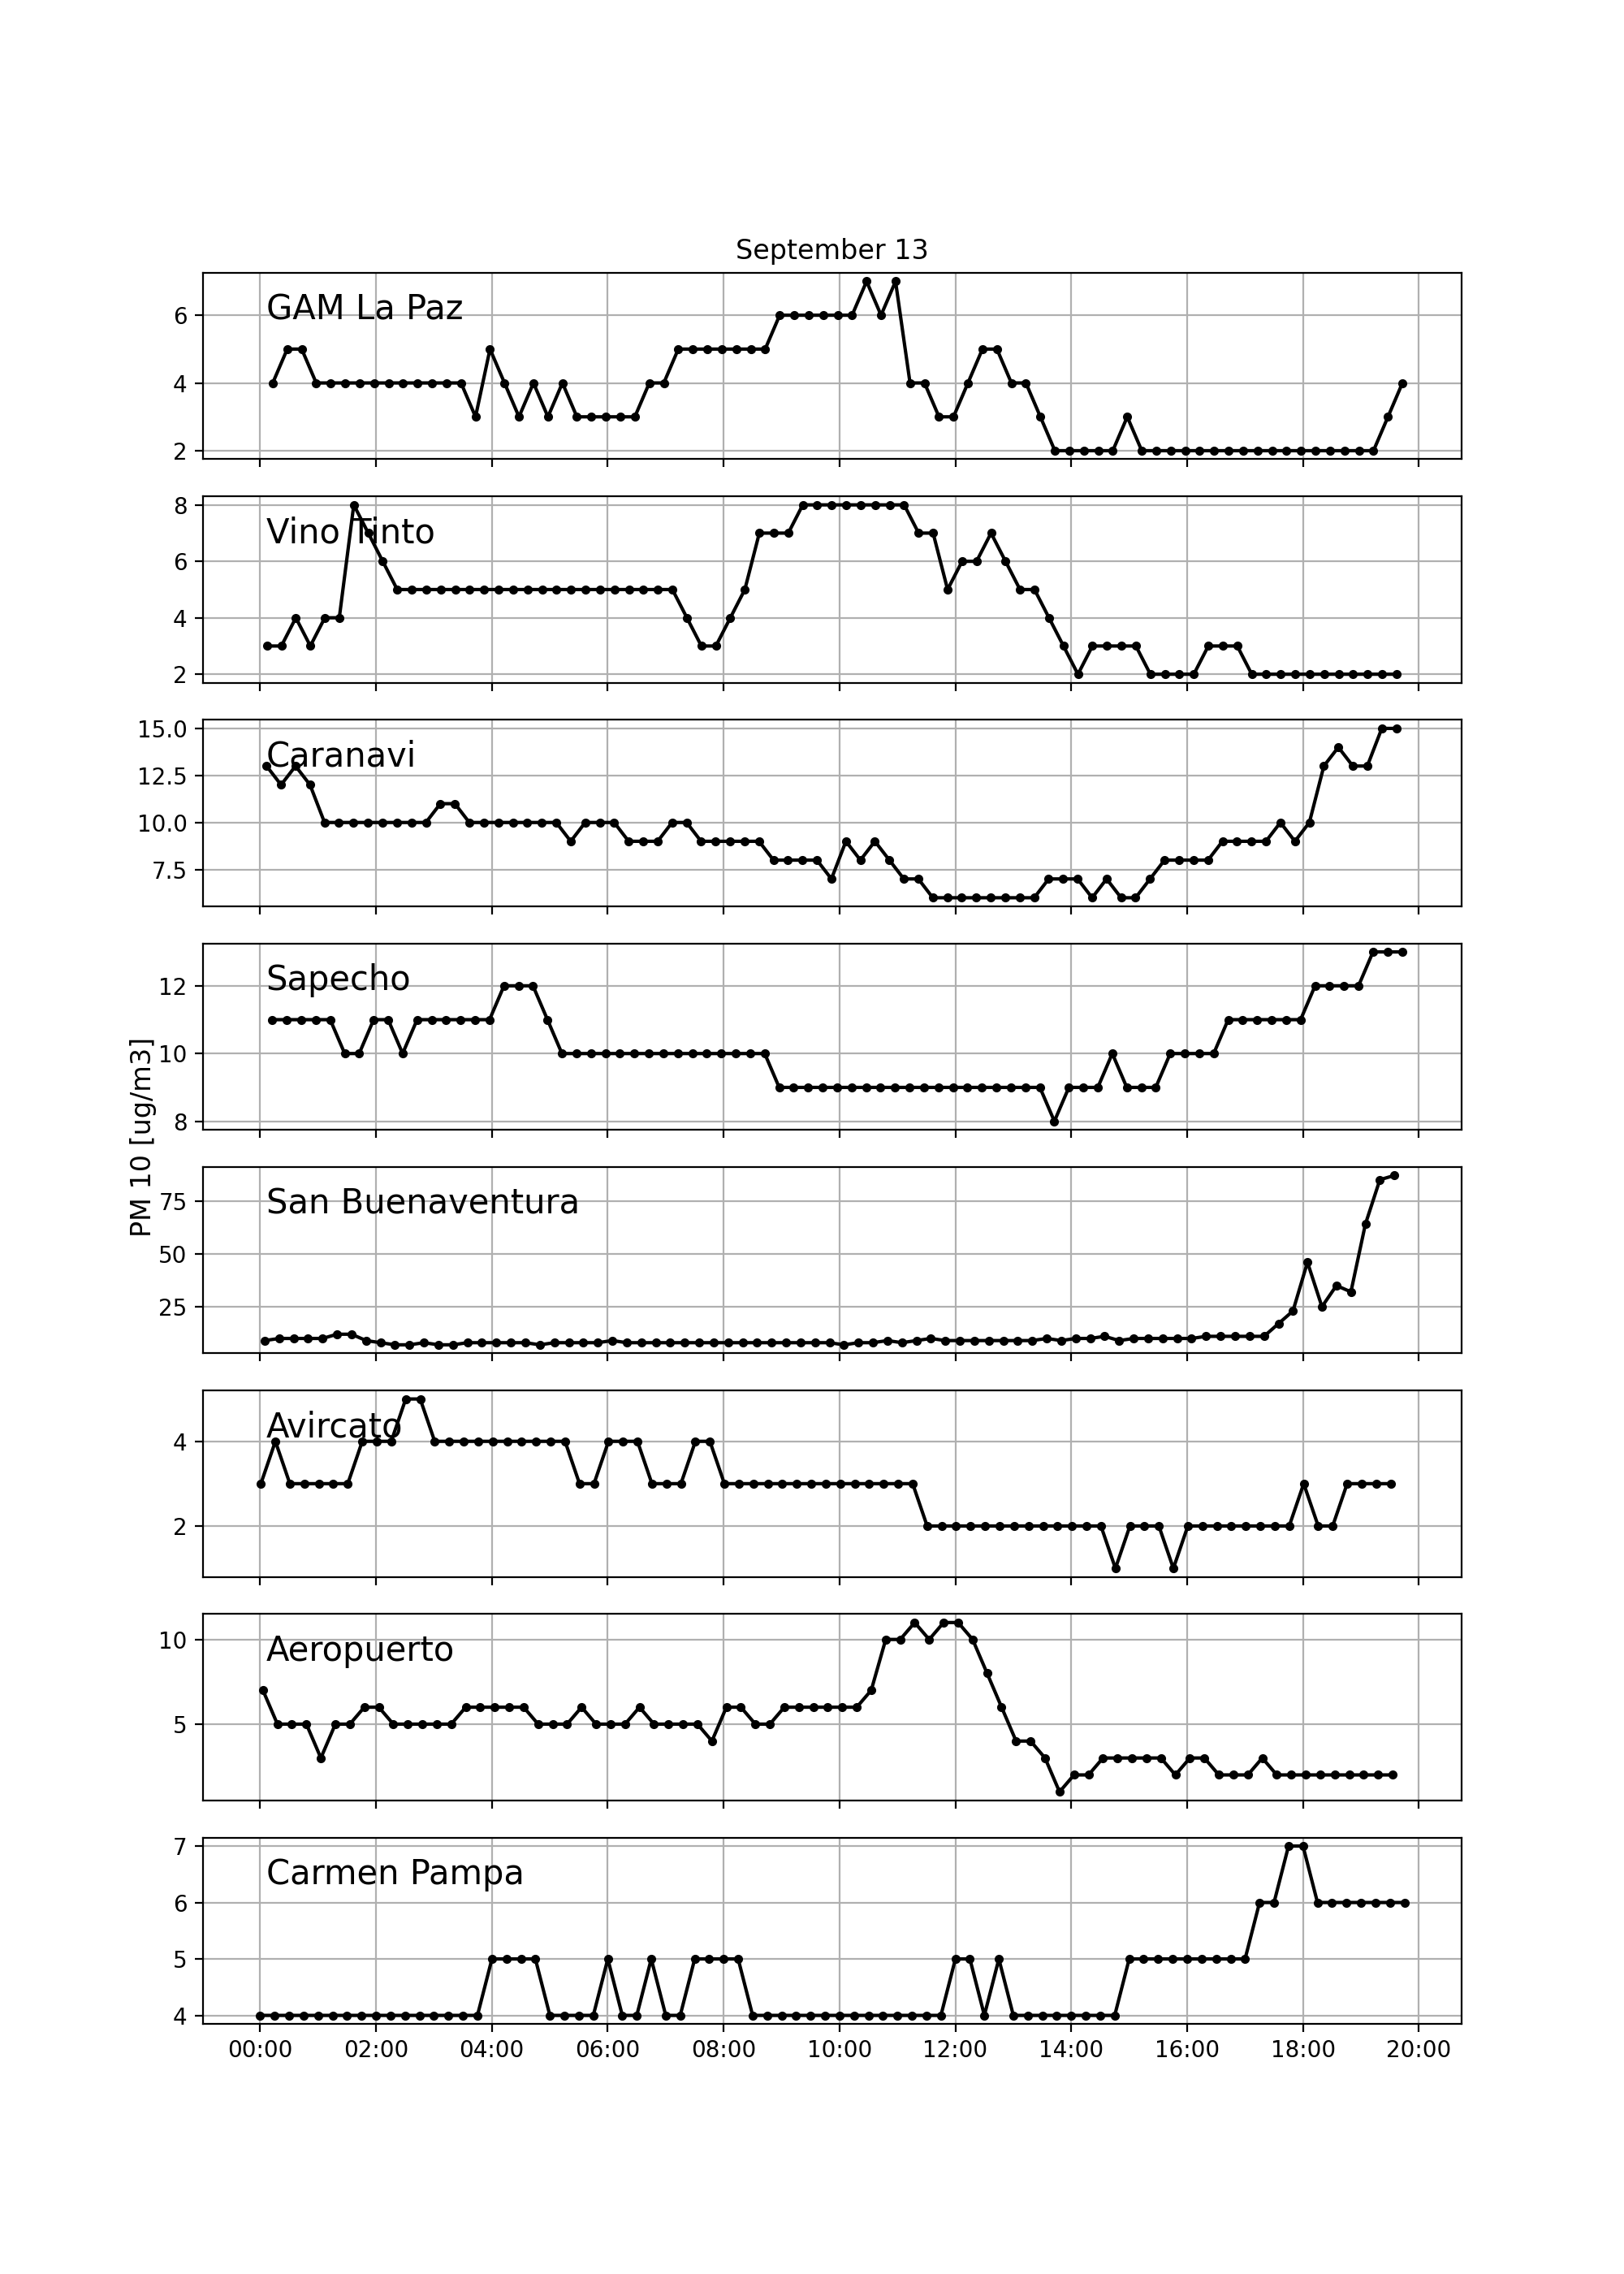 September 13
GAM La Paz
6
4
2
Vino Tinto
8
6
4
2
Caranavi
15.0
12.5
10.0
7.5
Sapecho
12
10
8
PM 10 [ug/m3]
San Buenaventura
75
50
25
Avircato
4
2
Aeropuerto
10
5
Carmen Pampa
7
6
5
4
00:00 02:00 04:00 06:00 08:00 10:00 12:00 14:00 16:00 18:00 20:00